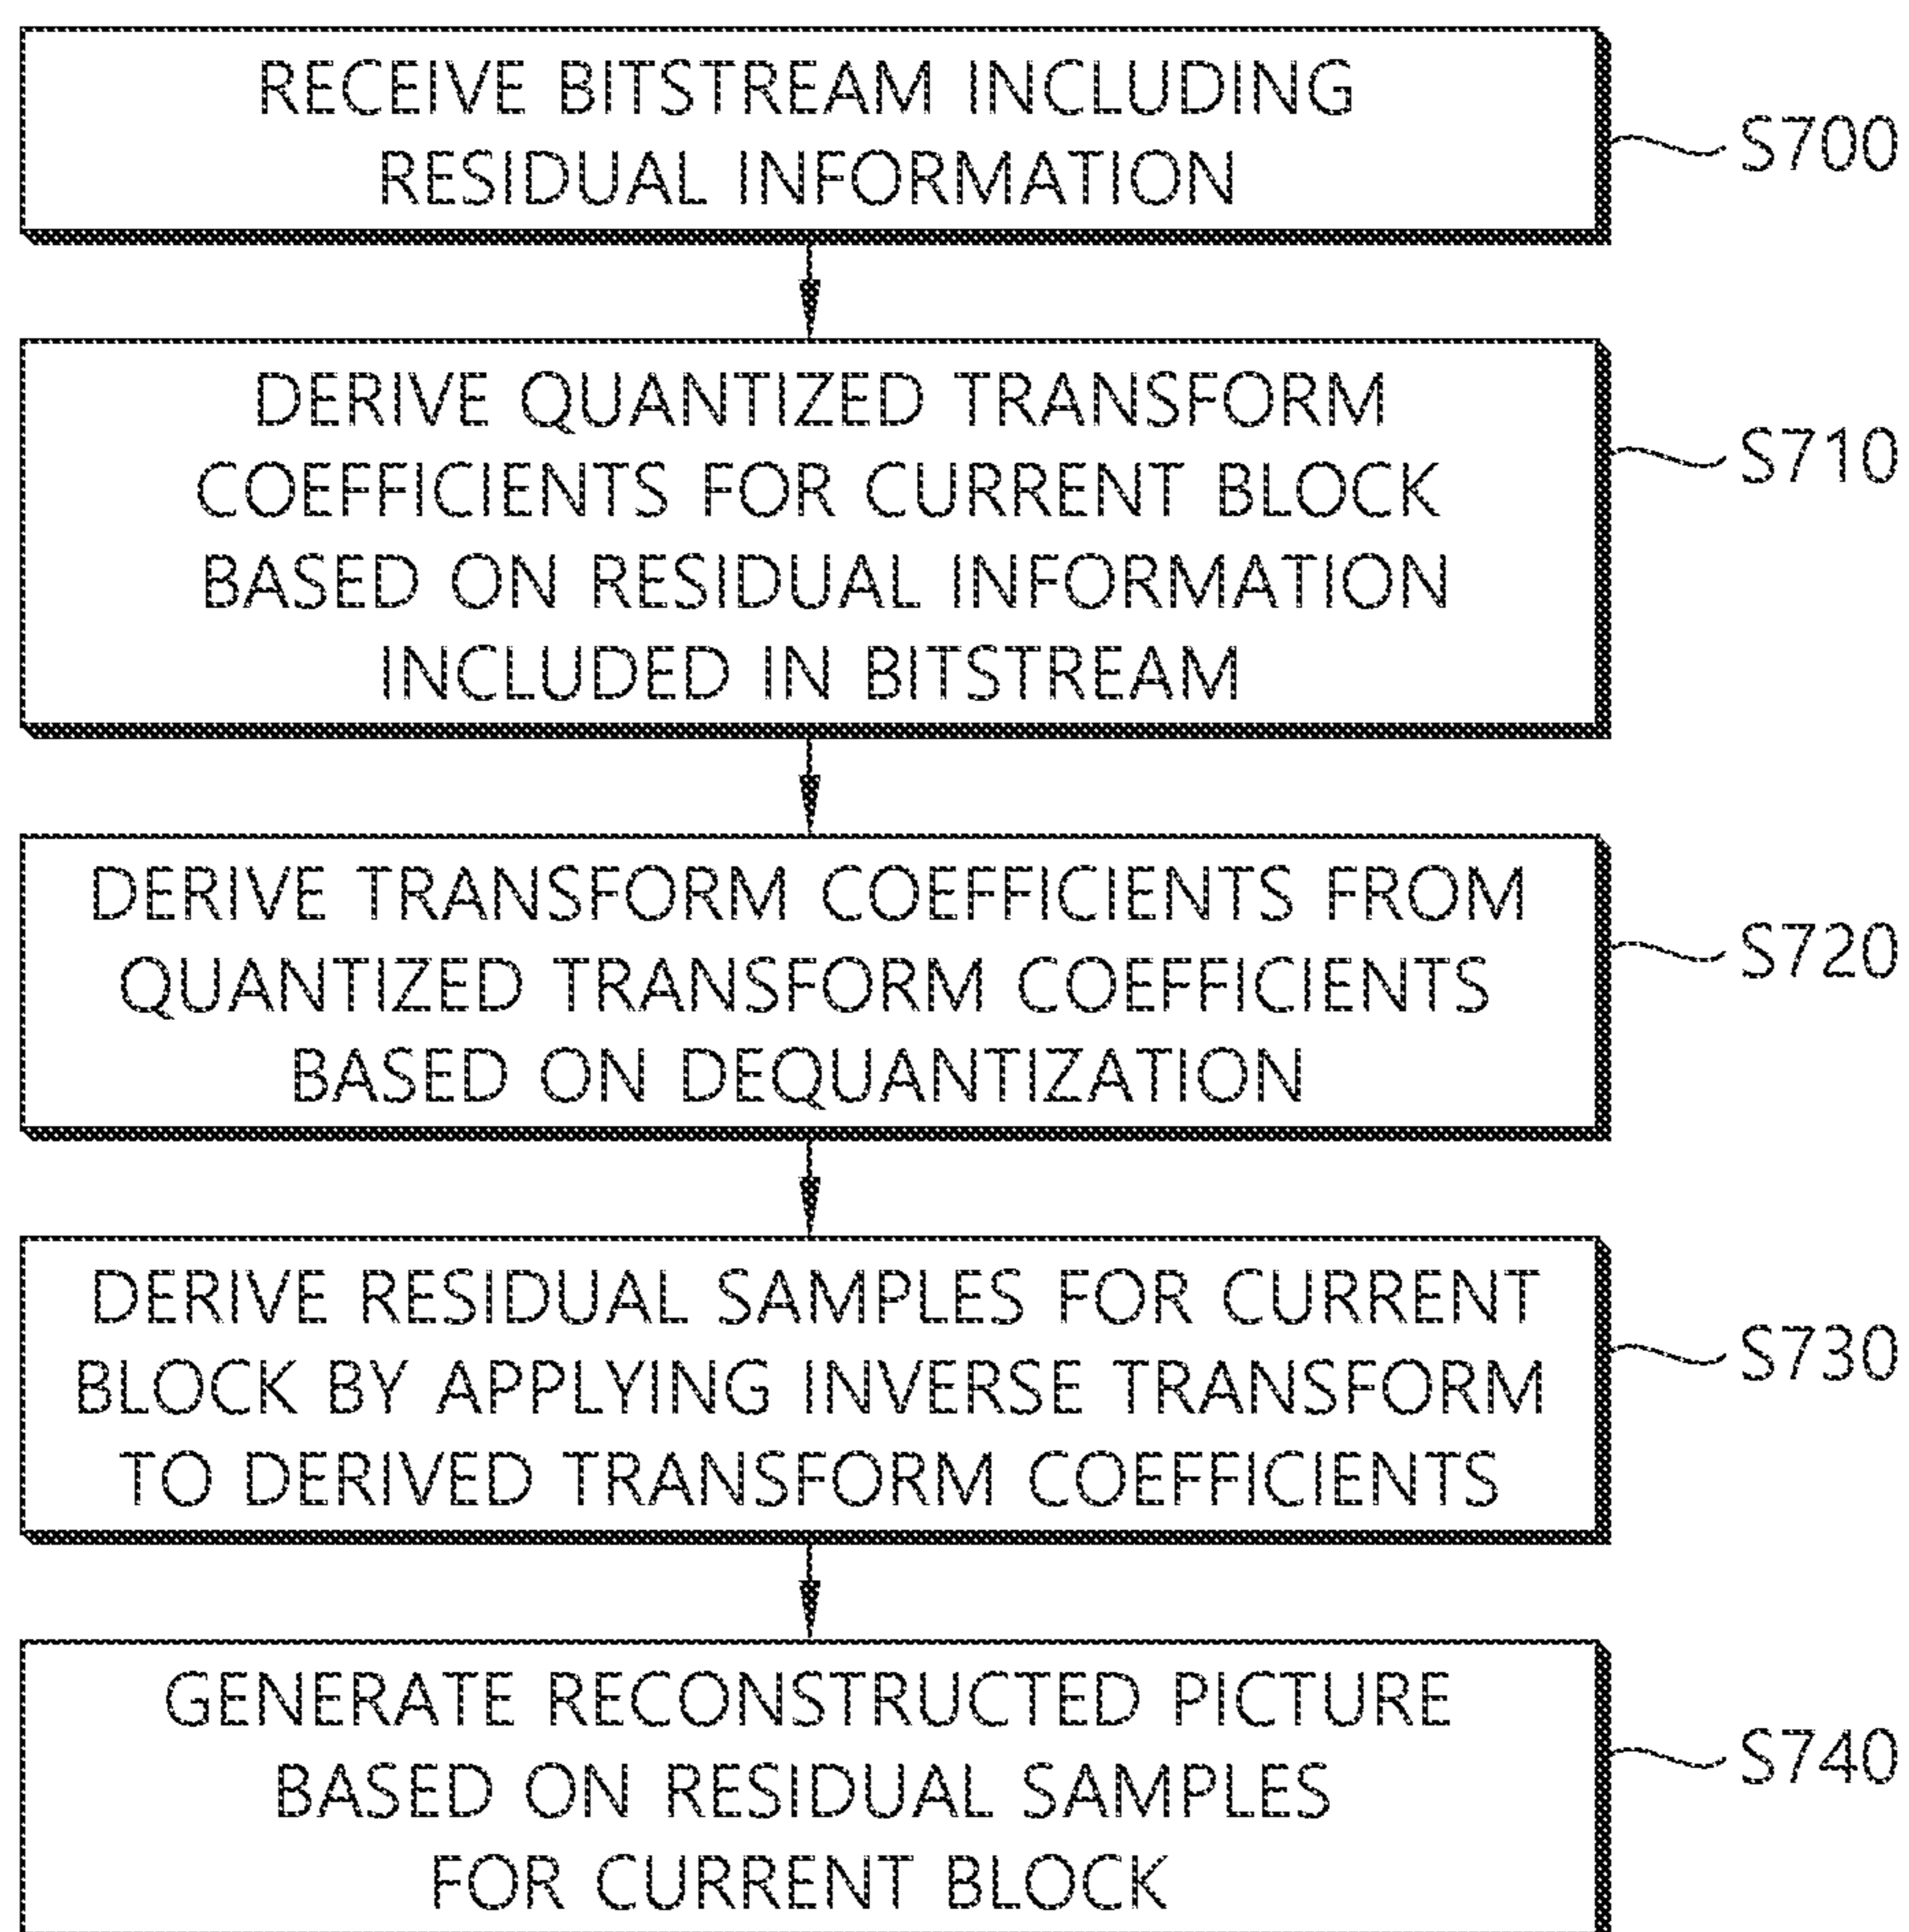 RECEIVE BITSTREAM INCLUDING
RESIDUAL INFORMATION
S700
DERIVE QUANTIZED TRANSFORM
COEFFICIENTS FOR CURRENT BLOCK
BASED ON RESIDUAL INFORMATION
INCLUDED IN BITSTREAM
S710
DERIVE TRANSFORM COEFFICIENTS FROM
QUANTIZED TRANSFORM COEFFICIENTS
BASED ON DEQUANTIZATION
S720
DERIVE RESIDUAL SAMPLES FOR CURRENT
BLOCK BY APPLYING INVERSE TRANSFORM
TO DERIVED TRANSFORM COEFFICIENTS
S730
GENERATE RECONSTRUCTED PICTURE
BASED ON RESIDUAL SAMPLES
FOR CURRENT BLOCK
S740